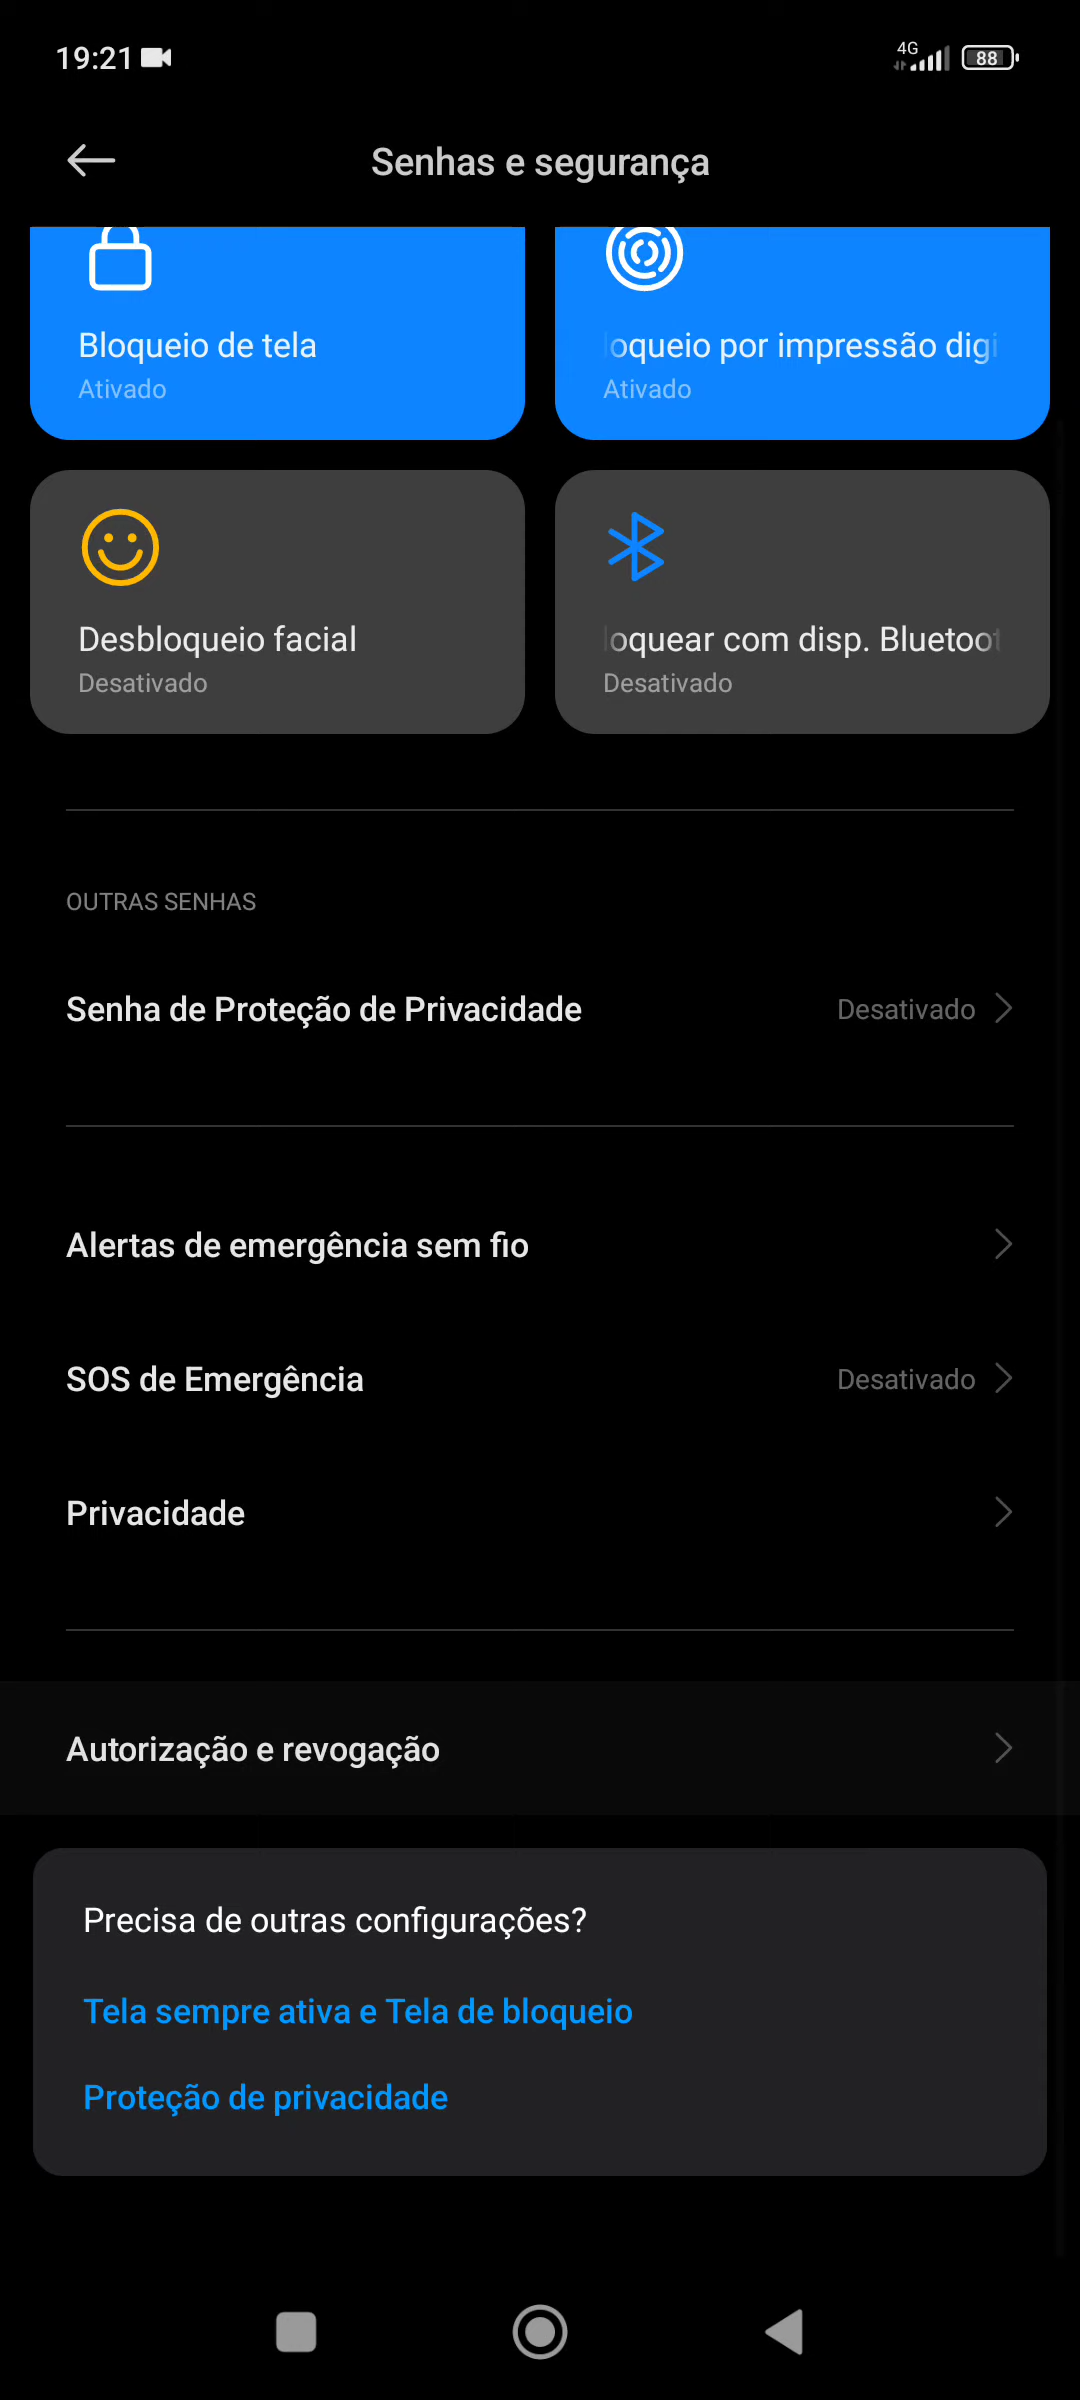 19:21
4G
88
Senhas e segurança
Bloqueio de tela
Ativado
loqueio por impressão digi
Ativado
Desbloqueio facial
Desativado
loquear com disp. Bluetoot
Desativado
OUTRAS SENHAS
Senha de Proteção de Privacidade
Desativado
Alertas de emergência sem fio
SOS de Emergência
Desativado
Privacidade
Autorização e revogação
Precisa de outras configurações?
Tela sempre ativa e Tela de bloqueio
Proteção de privacidade